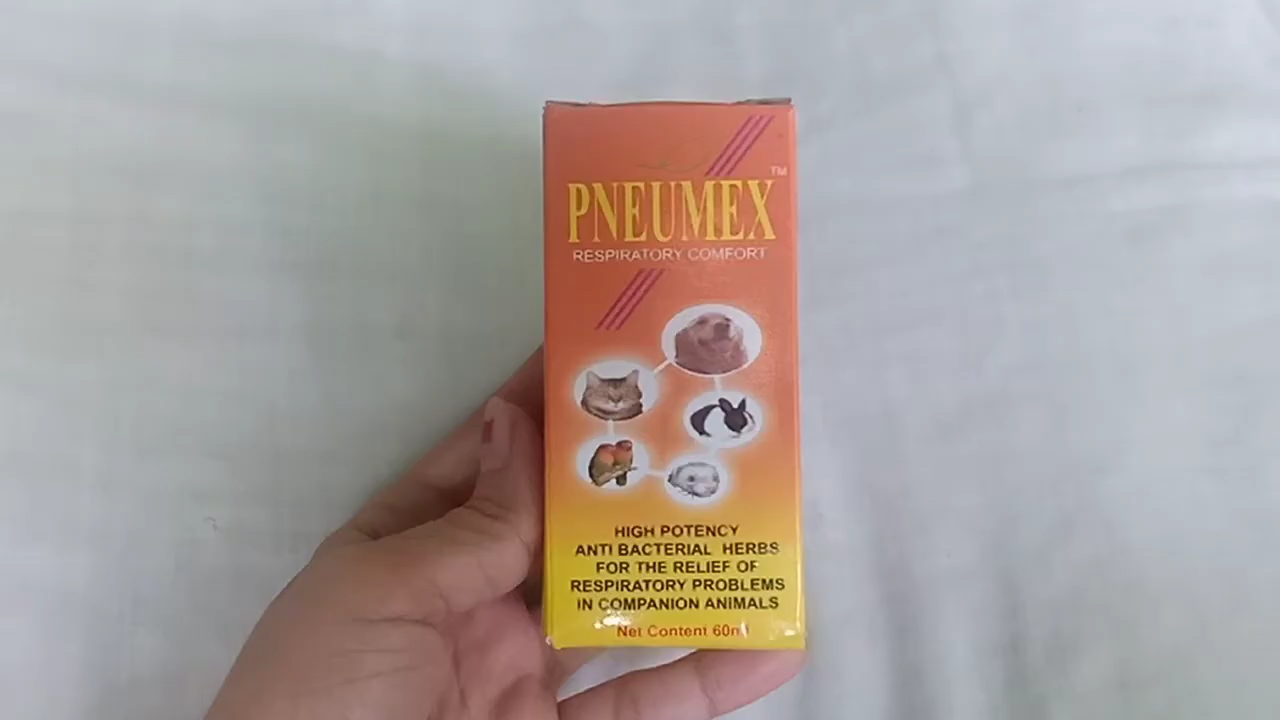 PNEUMEX™
RESPIRATORY COMFORT
HIGH POTENCY
ANTI BACTERIAL HERBS
FOR THE RELIEF OF
RESPIRATORY PROBLEMS
IN COMPANION ANIMALS
Net Content 60ml